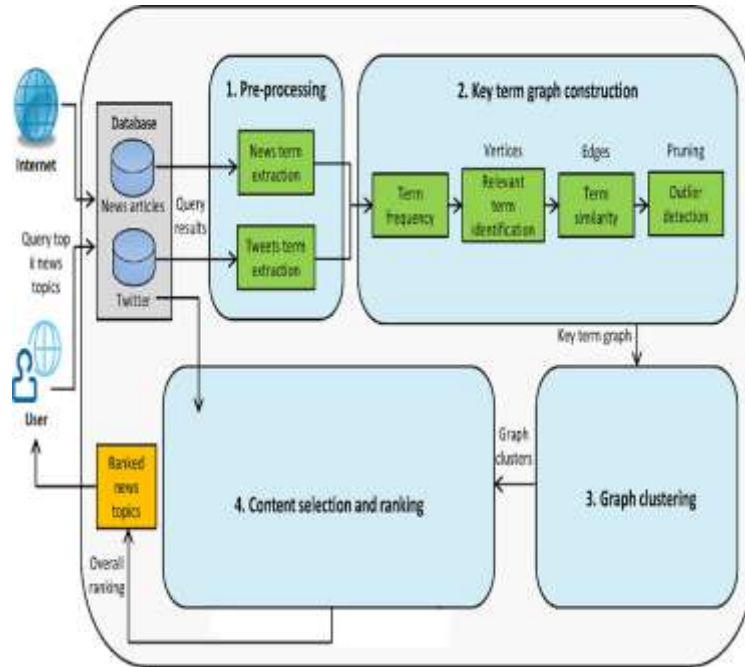 Internet
Query top
k news
topics
User
Database
News articles
Twitter
Query
results
1. Pre-processing
News term
extraction
Tweets term
extraction
2. Key term graph construction
Term
frequency
Vertices
Relevant
term
identification
Edges
Term
similarity
Pruning
Outlier
detection
Key term graph
3. Graph clustering
Graph
clusters
4. Content selection and ranking
Overall
ranking
Ranked
news
topics